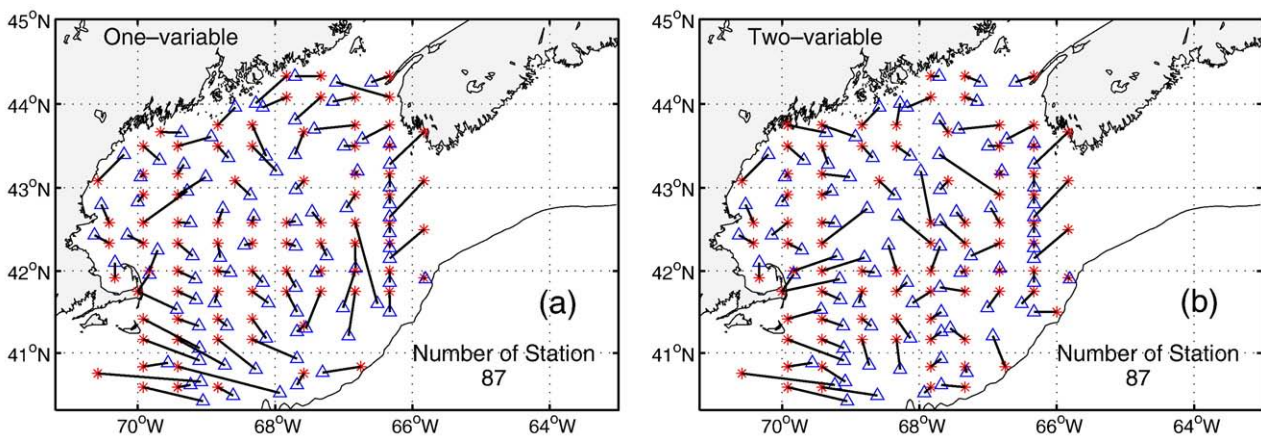 One–variable
(a)
Number of Station
87
45°N
44°N
43°N
42°N
41°N
70°W
68°W
66°W
64°W
Two–variable
(b)
Number of Station
87
45°N
44°N
43°N
42°N
41°N
70°W
68°W
66°W
64°W